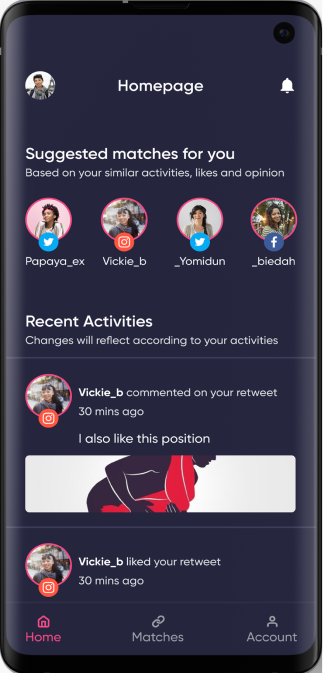 Homepage
Suggested matches for you
Based on your similar activities, likes and opinion
Papaya_ex
Vickie_b
_Yomidun
_biedah
Recent Activities
Changes will reflect according to your activities
Vickie_b commented on your retweet
30 mins ago
I also like this position
Vickie_b liked your retweet
30 mins ago
Home
Matches
Account